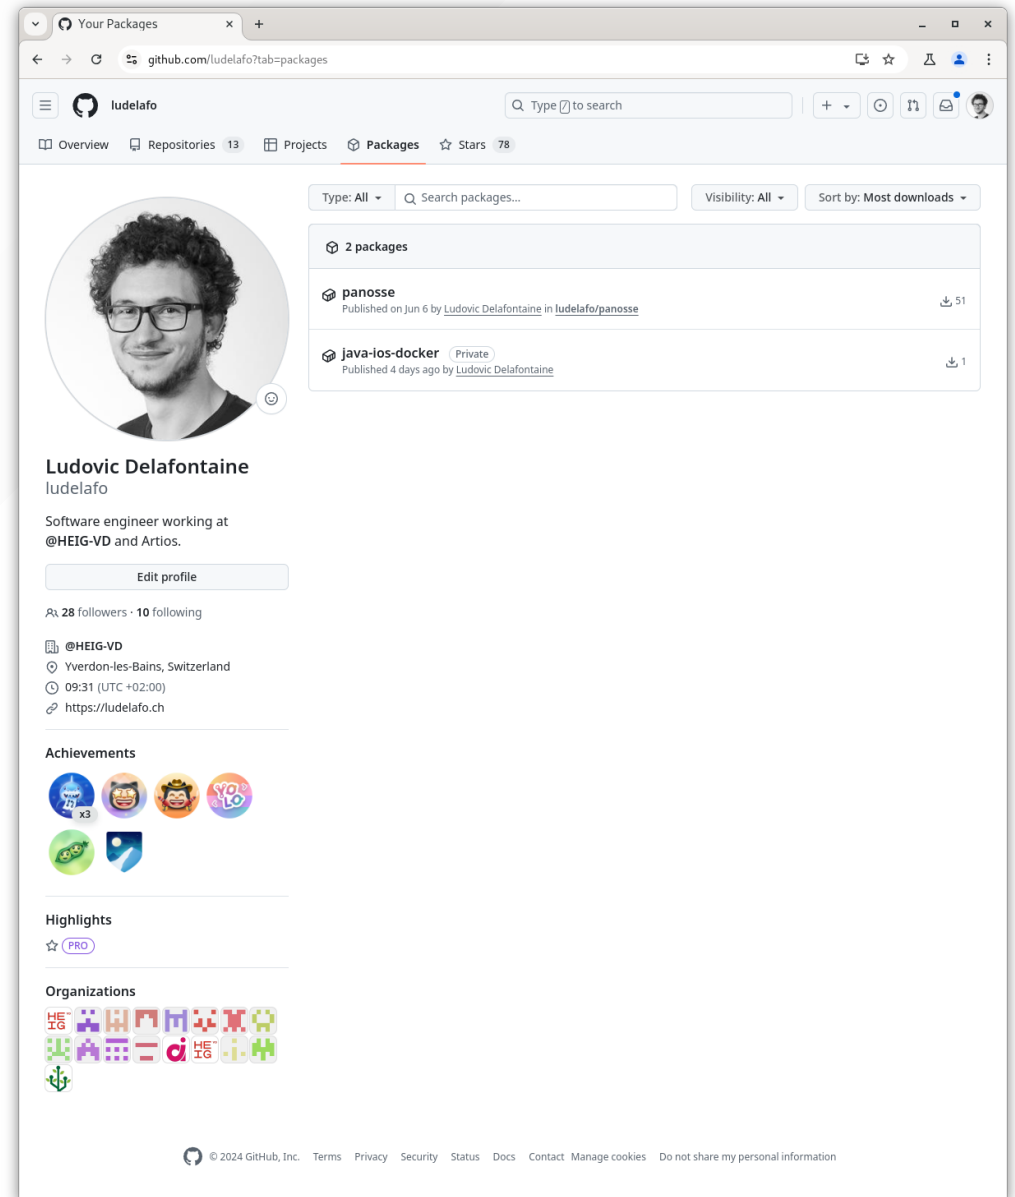 Your Packages
github.com/ludelafo?tab=packages
ludelafo
Type / to search
Overview
Repositories 13
Projects
Packages
Stars 78
Type: All
Search packages...
Visibility: All
Sort by: Most downloads
2 packages
panosse
Published on Jun 6 by Ludovic Delafontaine in ludelafo/panosse
51
java-ios-docker Private
Published 4 days ago by Ludovic Delafontaine
1
Ludovic Delafontaine
ludelafo
Software engineer working at
@HEIG-VD and Artios.
Edit profile
28 followers · 10 following
@HEIG-VD
Yverdon-les-Bains, Switzerland
09:31 (UTC +02:00)
https://ludelafo.ch
Achievements
x3
YOLO
Highlights
PRO
Organizations
HEIG
HEIG
© 2024 GitHub, Inc. Terms Privacy Security Status Docs Contact Manage cookies Do not share my personal information